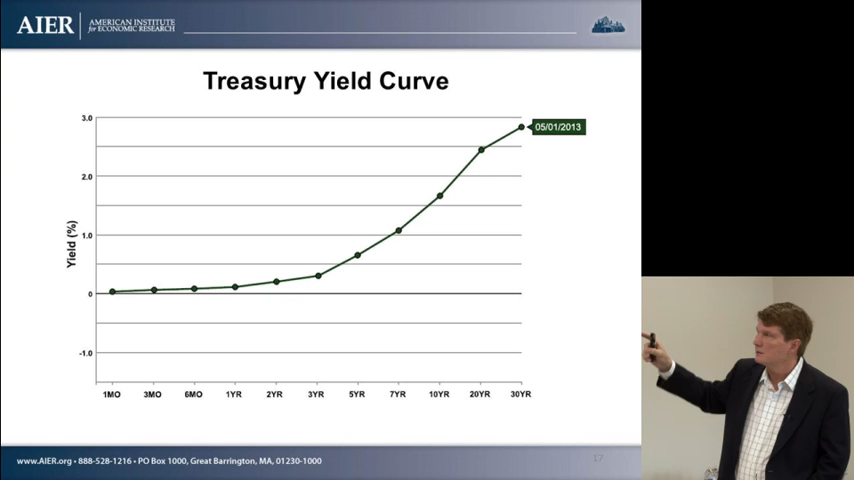 AIER
AMERICAN INSTITUTE
for ECONOMIC RESEARCH
Treasury Yield Curve
3.0
05/01/2013
2.0
Yield (%)
1.0
0
-1.0
1MO 3MO 6MO 1YR 2YR 3YR 5YR 7YR 10YR 20YR 30YR
www.AIER.org • 888-528-1216 • PO Box 1000, Great Barrington, MA, 01230-1000
17